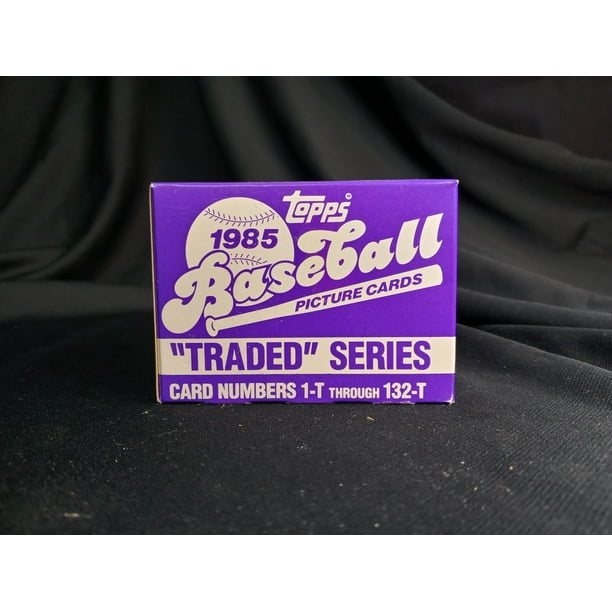 topps®
1985
Baseball
PICTURE CARDS
"TRADED" SERIES
CARD NUMBERS 1-T THROUGH 132-T